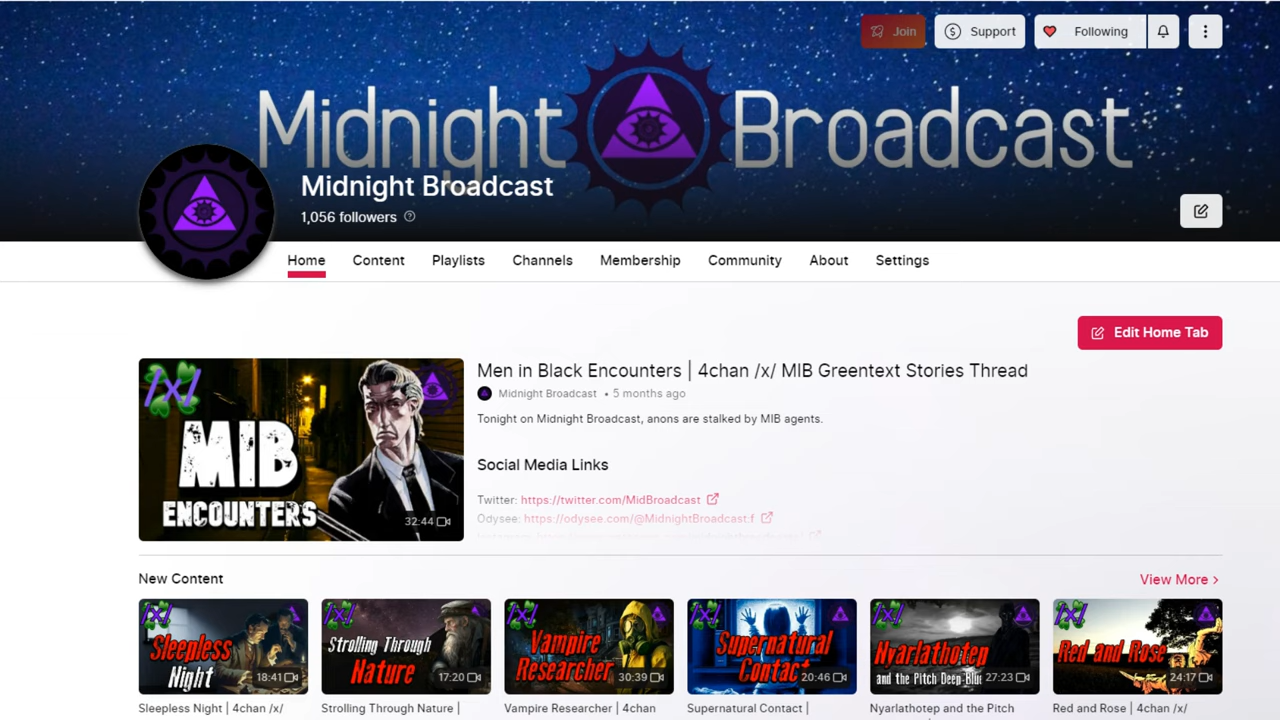 Join
Support
Following
Midnight Broadcast
Midnight Broadcast
1,056 followers
Home Content Playlists Channels Membership Community About Settings
Edit Home Tab
/x/
MIB
ENCOUNTERS
32:44
Men in Black Encounters | 4chan /x/ MIB Greentext Stories Thread
Midnight Broadcast • 5 months ago
Tonight on Midnight Broadcast, anons are stalked by MIB agents.
Social Media Links
Twitter: https://twitter.com/MidBroadcast
Odysee: https://odysee.com/@MidnightBroadcast:f
New Content
View More
/x/
Sleepless
Night
18:41
Sleepless Night | 4chan /x/
/x/
Strolling Through
Nature
17:20
Strolling Through Nature |
/x/
Vampire
Researcher
30:39
Vampire Researcher | 4chan
/x/
Supernatural
Contact
20:46
Supernatural Contact |
/x/
Nyarlathotep
and the Pitch Deep Blue
27:23
Nyarlathotep and the Pitch
/x/
Red and Rose
24:17
Red and Rose | 4chan /x/